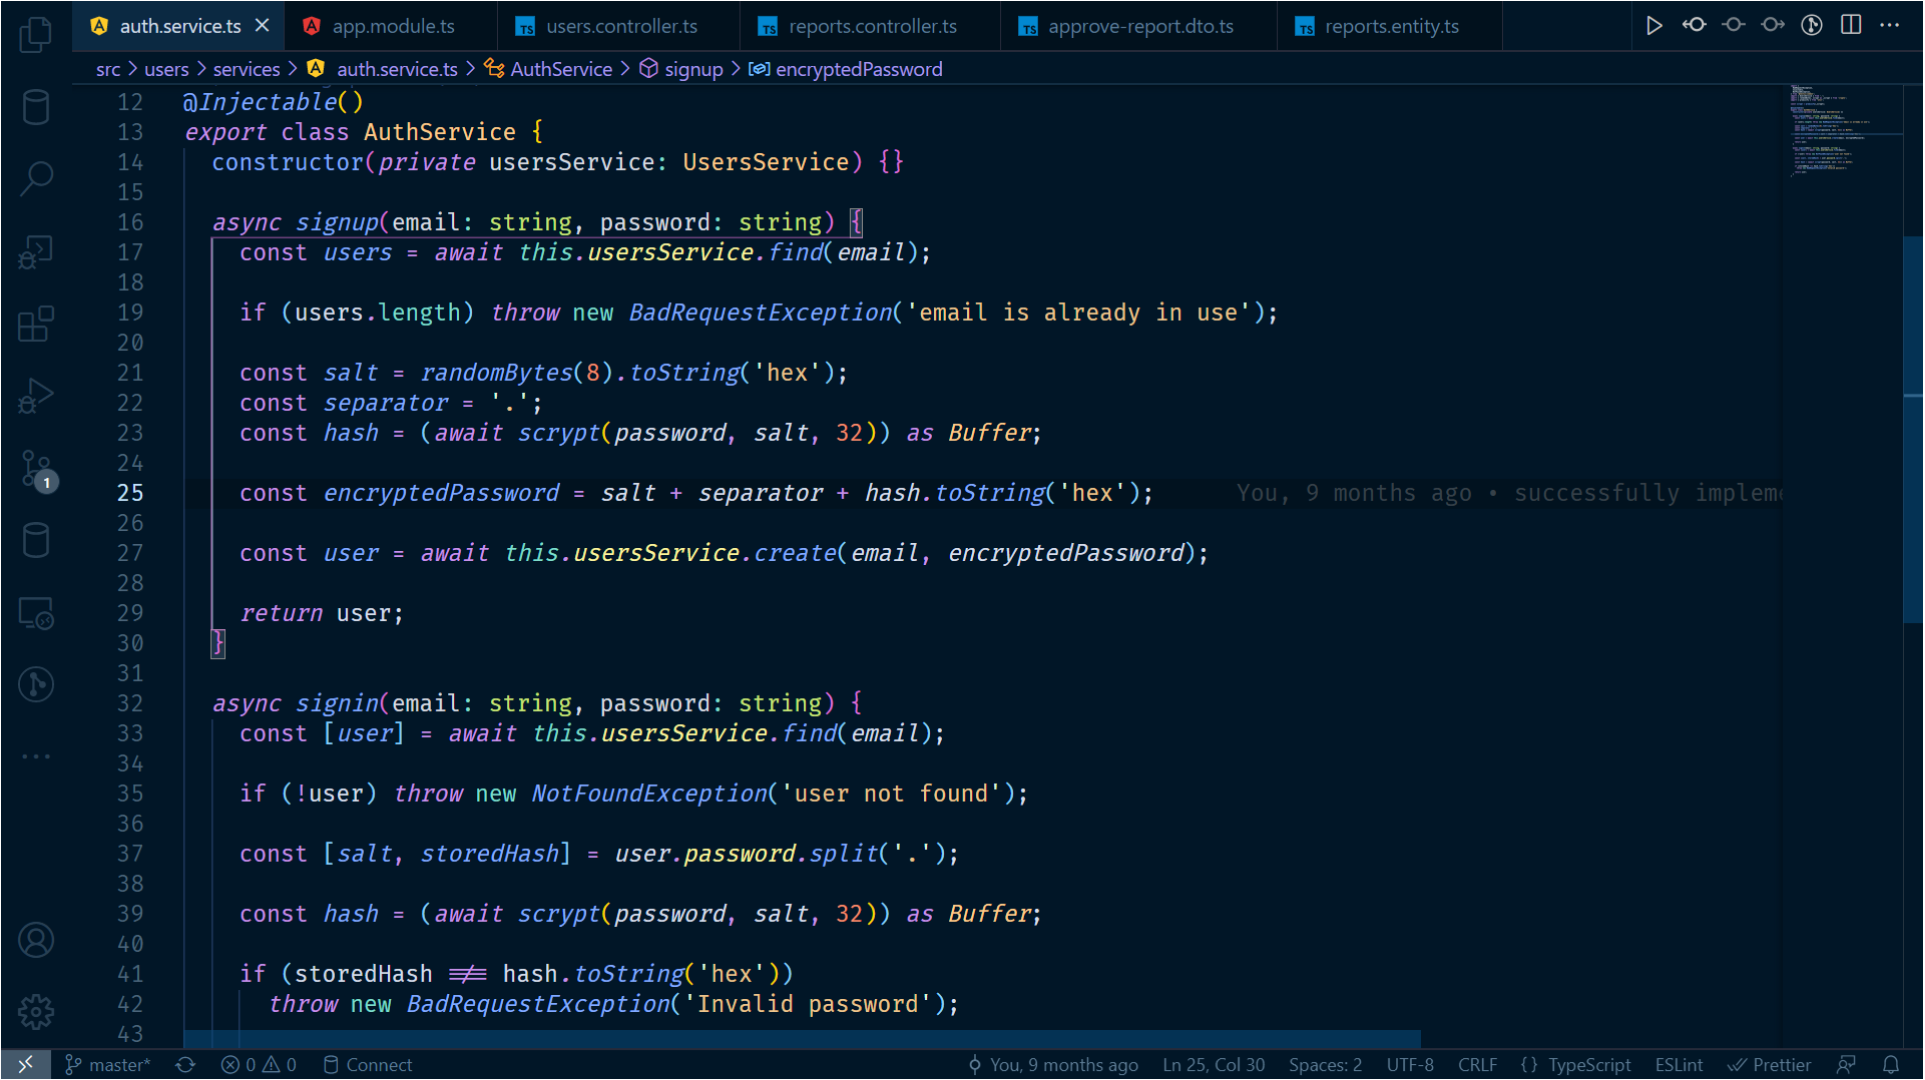 auth.service.ts app.module.ts users.controller.ts reports.controller.ts approve-report.dto.ts reports.entity.ts
src > users > services > auth.service.ts > AuthService > signup > encryptedPassword
12 @Injectable()
13 export class AuthService {
14 constructor(private usersService: UsersService) {}
15
16 async signup(email: string, password: string) {
17 const users = await this.usersService.find(email);
18
19 if (users.length) throw new BadRequestException('email is already in use');
20
21 const salt = randomBytes(8).toString('hex');
22 const separator = '.';
23 const hash = (await scrypt(password, salt, 32)) as Buffer;
24
25 const encryptedPassword = salt + separator + hash.toString('hex'); You, 9 months ago • successfully impleme
26
27 const user = await this.usersService.create(email, encryptedPassword);
28
29 return user;
30 }
31
32 async signin(email: string, password: string) {
33 const [user] = await this.usersService.find(email);
34
35 if (!user) throw new NotFoundException('user not found');
36
37 const [salt, storedHash] = user.password.split('.');
38
39 const hash = (await scrypt(password, salt, 32)) as Buffer;
40
41 if (storedHash !== hash.toString('hex'))
42 throw new BadRequestException('Invalid password');
43
1
master* 0 0 Connect You, 9 months ago Ln 25, Col 30 Spaces: 2 UTF-8 CRLF {} TypeScript ESLint Prettier